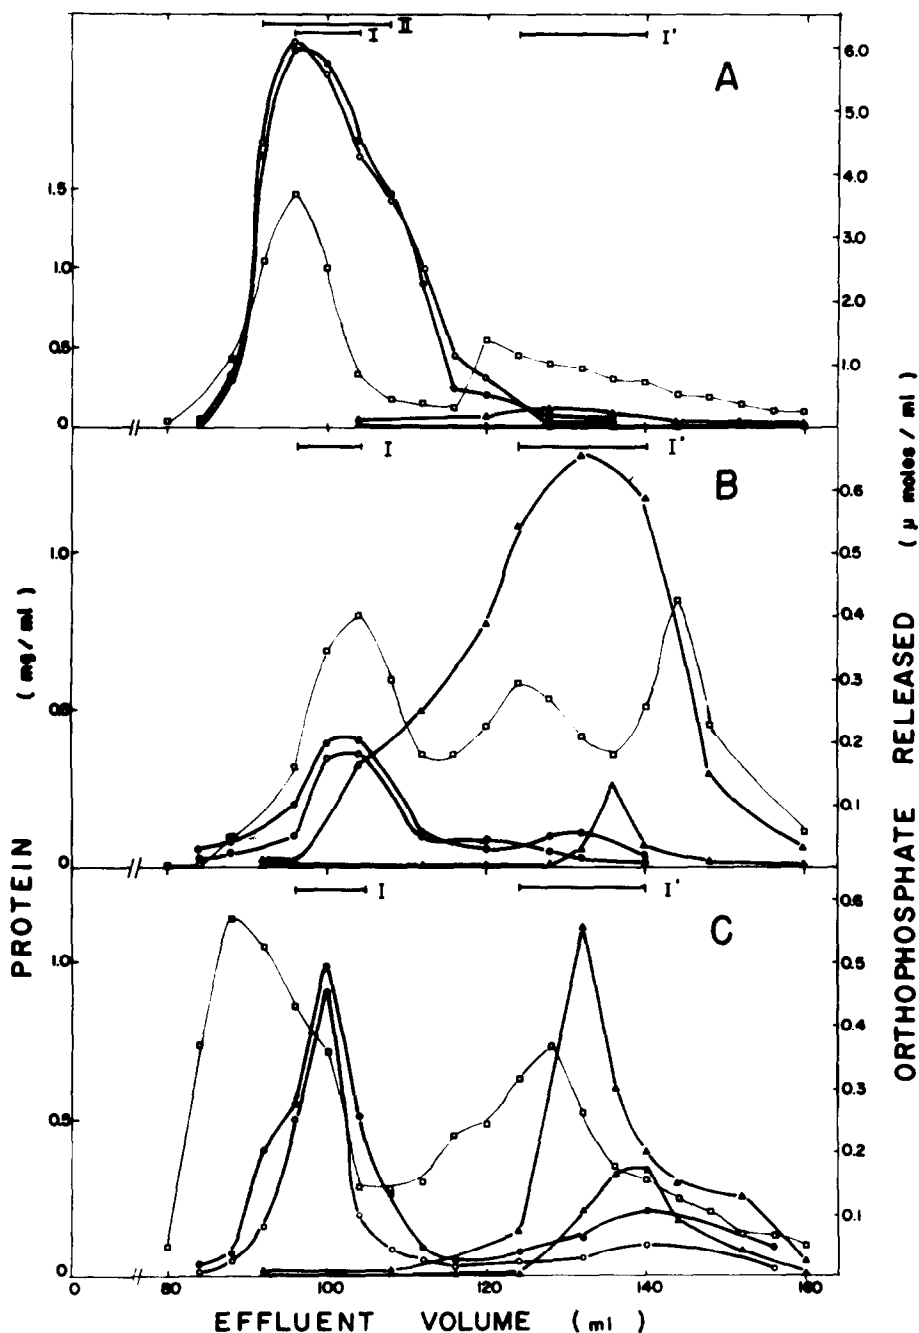 II
I
I'
A
6.0
5.0
4.0
3.0
2.0
1.0
0
1.5
1.0
0.5
0
I
I'
B
0.6
0.5
0.4
0.3
0.2
0.1
0
1.0
0.5
0
I
I'
C
0.6
0.5
0.4
0.3
0.2
0.1
0
1.0
0.5
0
0
80
100
120
140
160
EFFLUENT VOLUME (ml)
PROTEIN (mg/ml)
ORTHOPHOSPHATE RELEASED (μ moles/ml)